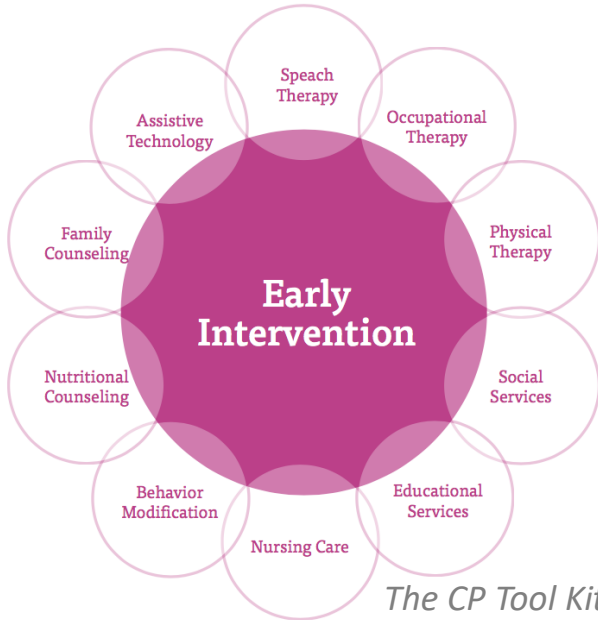 Speach
Therapy
Occupational
Therapy
Physical
Therapy
Social
Services
Educational
Services
Nursing Care
Behavior
Modification
Nutritional
Counseling
Family
Counseling
Assistive
Technology
Early
Intervention
The CP Tool Kit